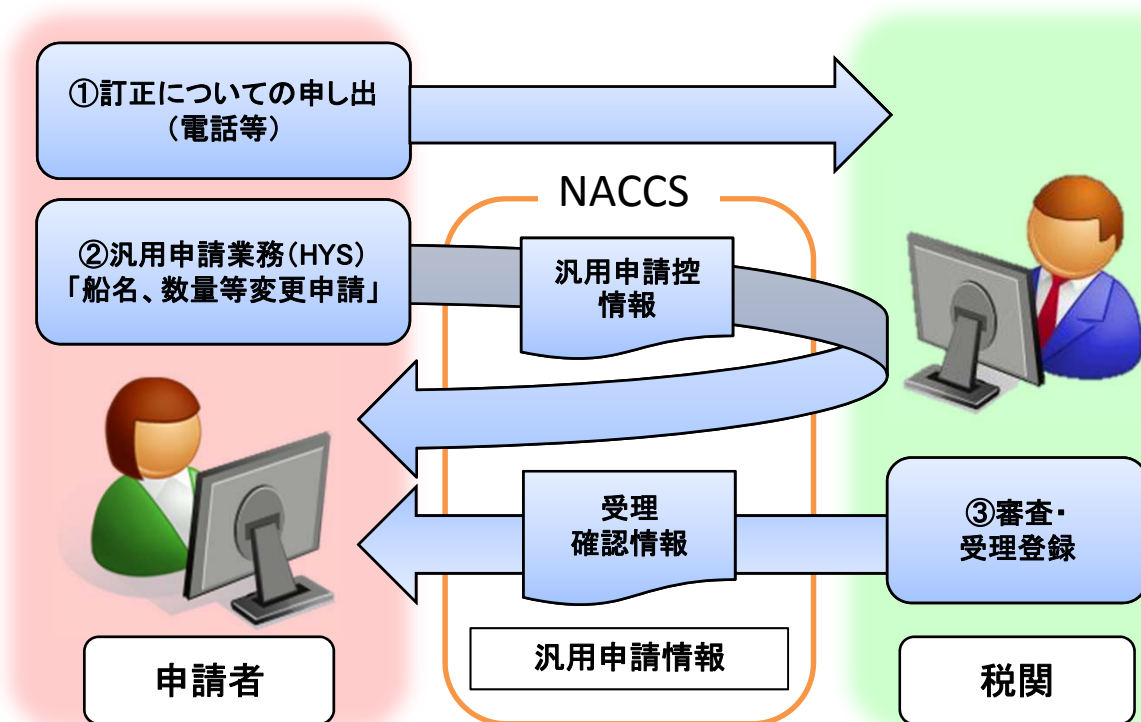 ①訂正についての申し出
（電話等）
NACCS
②汎用申請業務（HYS）
「船名、数量等変更申請」
汎用申請控
情報
受理
確認情報
③審査・
受理登録
汎用申請情報
申請者
税関